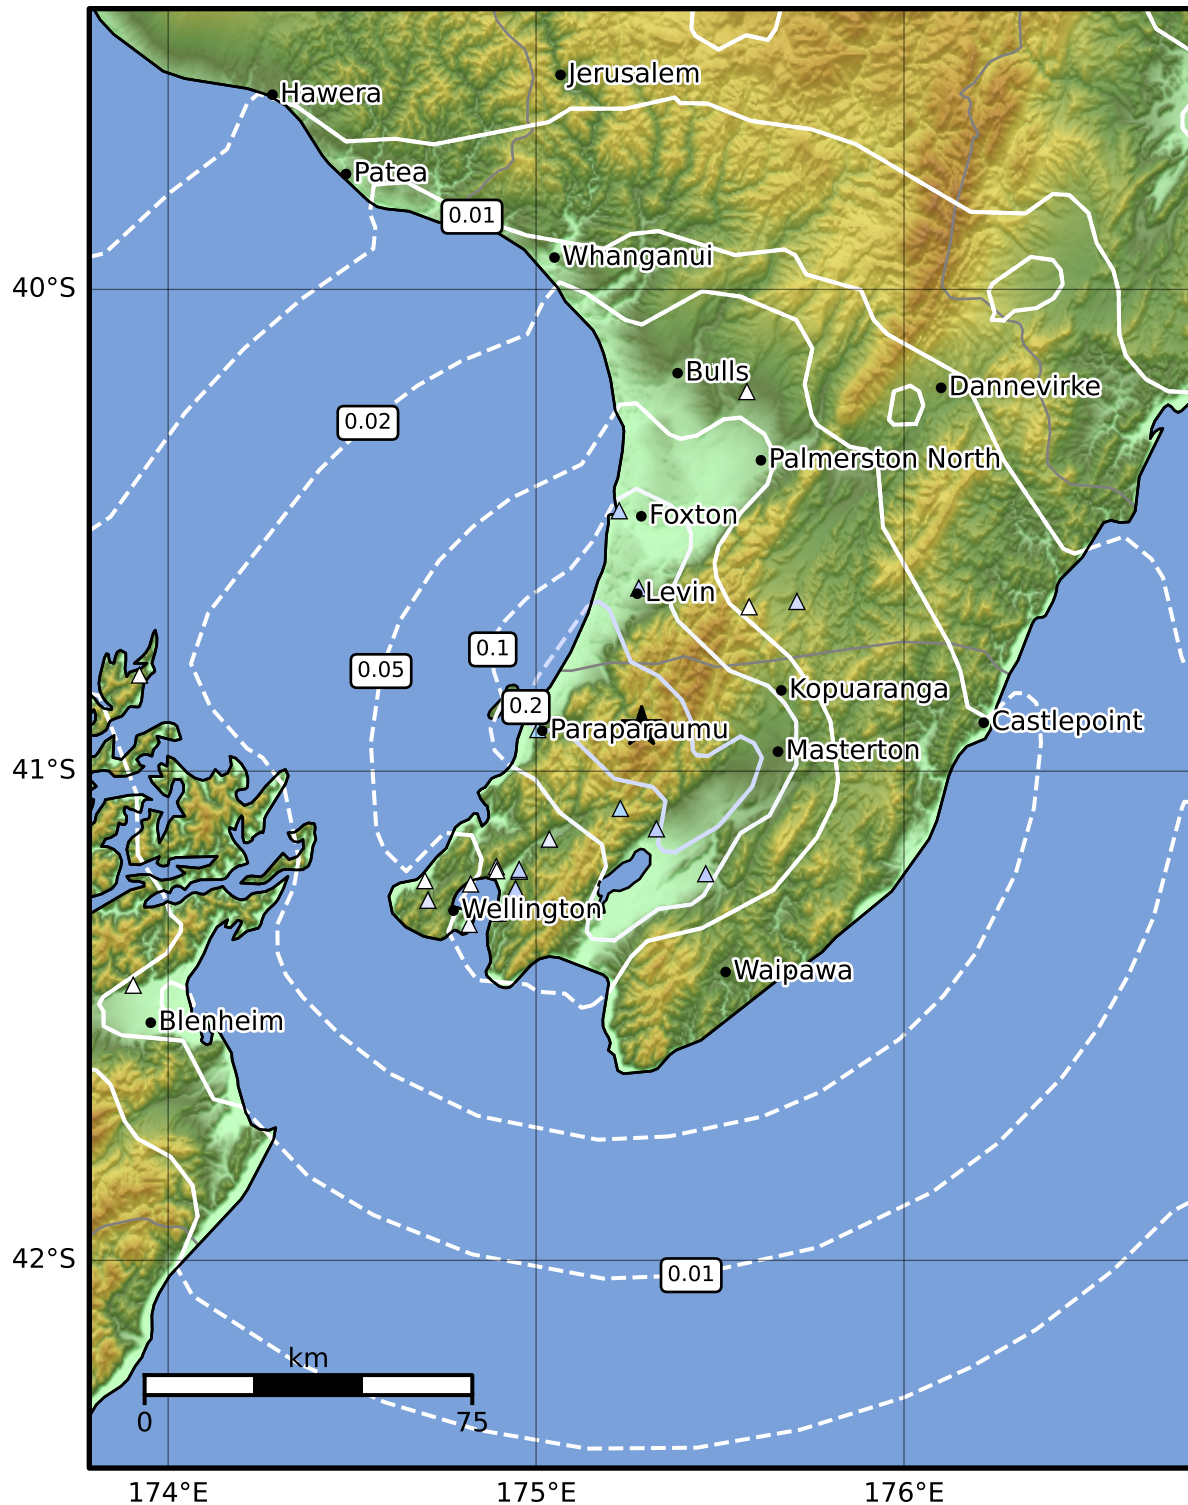 Jerusalem
Hawera
Patea
0.01
Whanganui
40°S
Bulls
Dannevirke
0.02
Palmerston North
Foxton
Levin
0.1
0.05
Kopuaranga
0.2
Castlepoint
Paraparaumu
Masterton
41°S
Wellington
Waipawa
Blenheim
42°S
0.01
km
0 75
174°E 175°E 176°E